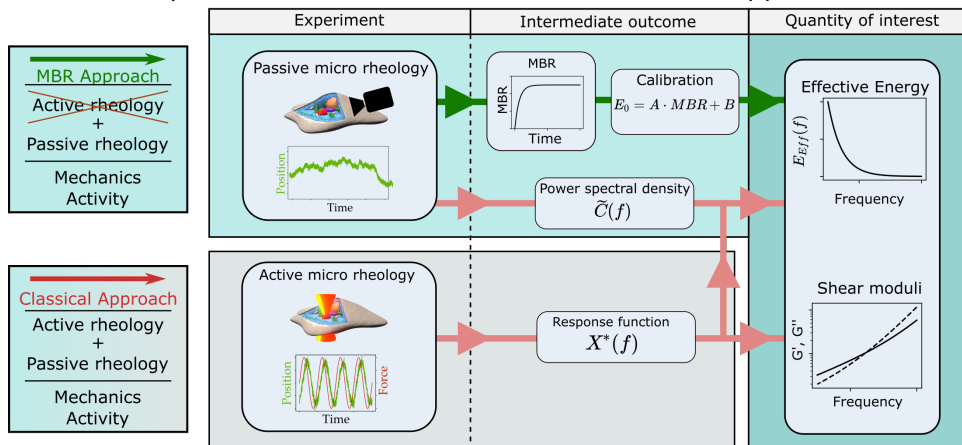 Experiment
Intermediate outcome
Quantity of interest
MBR Approach
Active rheology
+
Passive rheology
Mechanics
Activity
Passive micro rheology
Position
Time
MBR
MBR
Time
Calibration
E₀ = A · MBR + B
Power spectral density
C̃(f)
Effective Energy
E_Eff(f)
Frequency
Classical Approach
Active rheology
+
Passive rheology
Mechanics
Activity
Active micro rheology
Position
Force
Time
Response function
X*(f)
Shear moduli
G', G''
Frequency